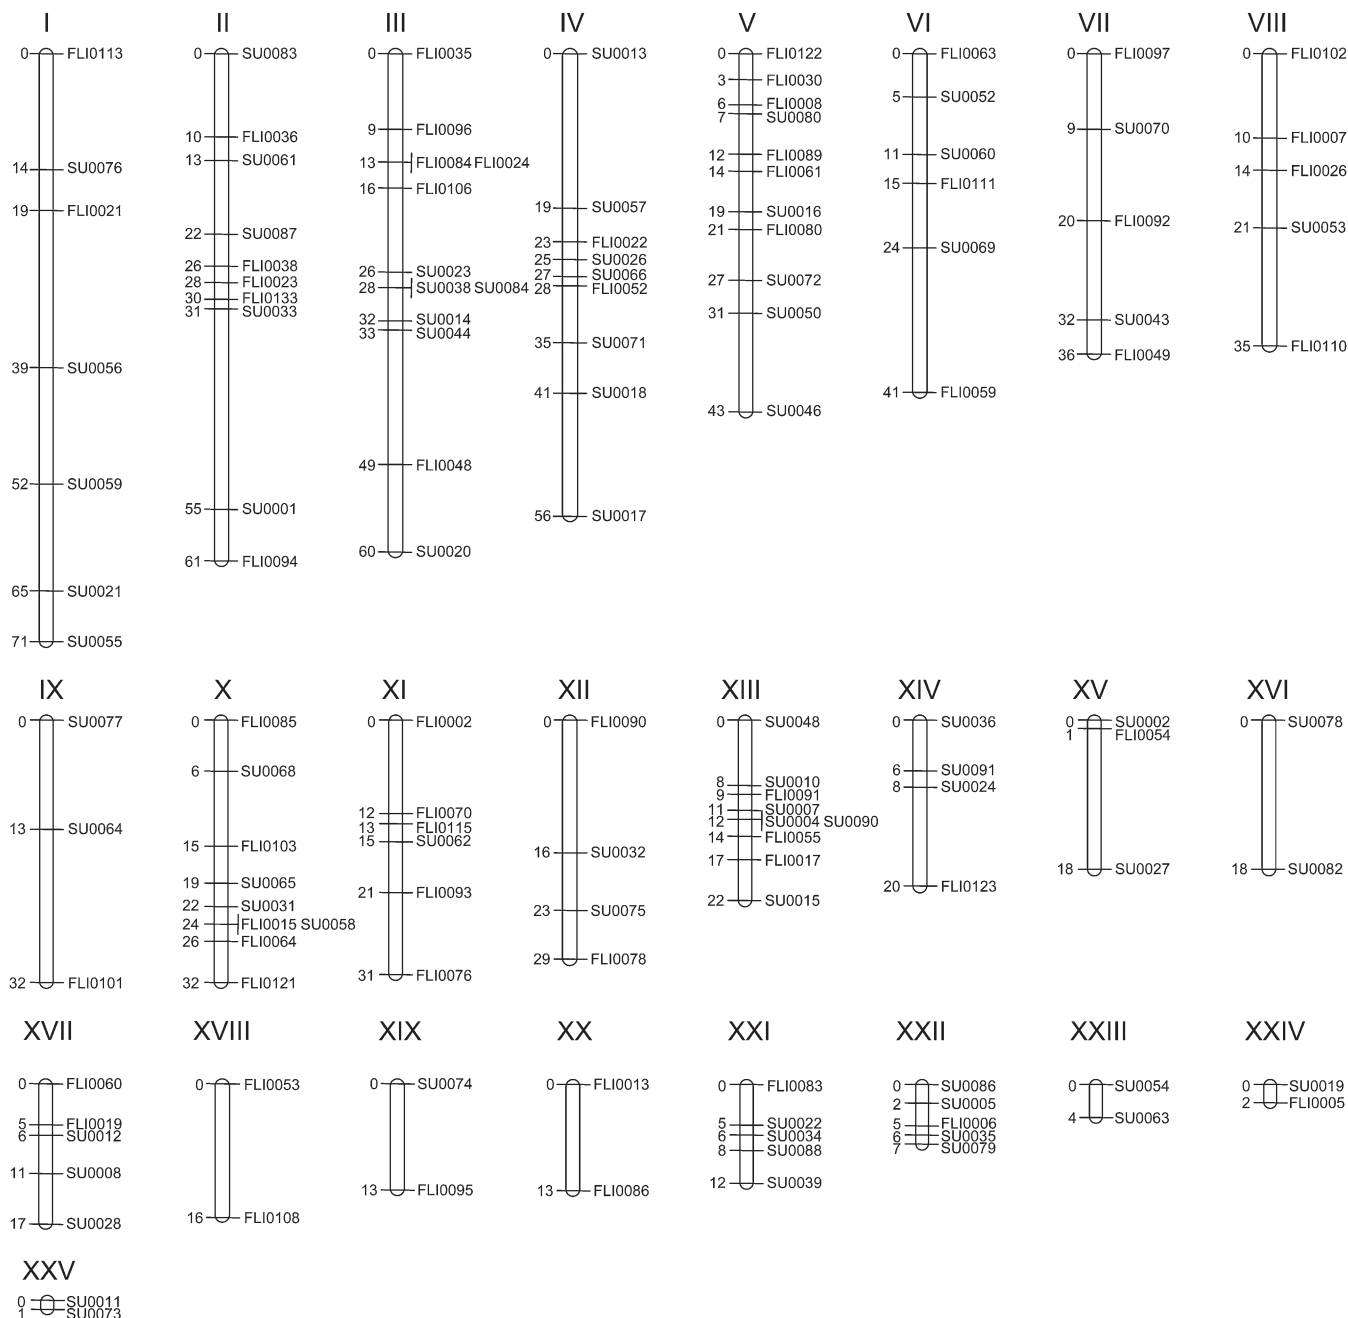 I
0 FLI0113
14 SU0076
19 FLI0021
39 SU0056
52 SU0059
65 SU0021
71 SU0055
II
0 SU0083
10 FLI0036
13 SU0061
22 SU0087
26 FLI0038
28 FLI0023
30 FLI0133
31 SU0033
55 SU0001
61 FLI0094
III
0 FLI0035
9 FLI0096
13 FLI0084 FLI0024
16 FLI0106
26 SU0023
28 SU0038 SU0084
32 SU0014
33 SU0044
49 FLI0048
60 SU0020
IV
0 SU0013
19 SU0057
23 FLI0022
25 SU0026
27 SU0066
28 FLI0052
35 SU0071
41 SU0018
56 SU0017
V
0 FLI0122
3 FLI0030
6 FLI0008
7 SU0080
12 FLI0089
14 FLI0061
19 SU0016
21 FLI0080
27 SU0072
31 SU0050
43 SU0046
VI
0 FLI0063
5 SU0052
11 SU0060
15 FLI0111
24 SU0069
41 FLI0059
VII
0 FLI0097
9 SU0070
20 FLI0092
32 SU0043
36 FLI0049
VIII
0 FLI0102
10 FLI0007
14 FLI0026
21 SU0053
35 FLI0110
IX
0 SU0077
13 SU0064
32 FLI0101
X
0 FLI0085
6 SU0068
15 FLI0103
19 SU0065
22 SU0031
24 FLI0015 SU0058
26 FLI0064
32 FLI0121
XI
0 FLI0002
12 FLI0070
13 FLI0115
15 SU0062
21 FLI0093
31 FLI0076
XII
0 FLI0090
16 SU0032
23 SU0075
29 FLI0078
XIII
0 SU0048
8 SU0010
9 FLI0091
11 SU0007
12 SU0004 SU0090
14 FLI0055
17 FLI0017
22 SU0015
XIV
0 SU0036
6 SU0091
8 SU0024
20 FLI0123
XV
0 SU0002
1 FLI0054
18 SU0027
XVI
0 SU0078
18 SU0082
XVII
0 FLI0060
5 FLI0019
6 SU0012
11 SU0008
17 SU0028
XVIII
0 FLI0053
16 FLI0108
XIX
0 SU0074
13 FLI0095
XX
0 FLI0013
13 FLI0086
XXI
0 FLI0083
5 SU0022
6 SU0034
8 SU0088
12 SU0039
XXII
0 SU0086
2 SU0005
5 FLI0006
6 SU0035
7 SU0079
XXIII
0 SU0054
4 SU0063
XXIV
0 SU0019
2 FLI0005
XXV
0 SU0011
1 SU0073